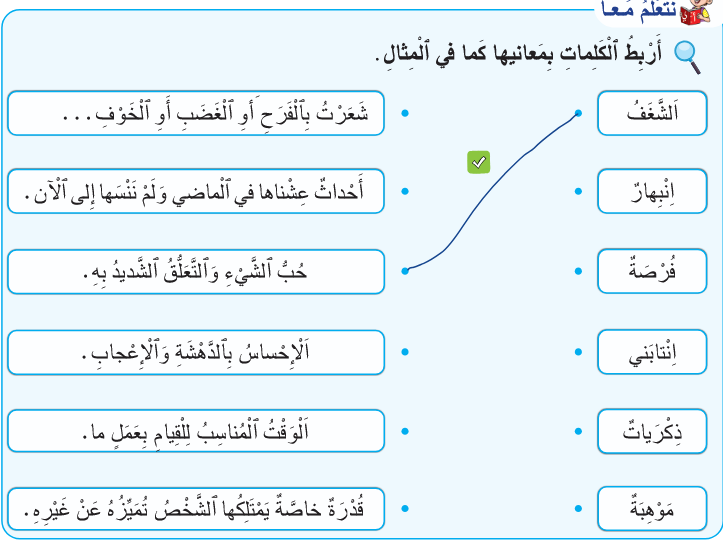 نَتَعَلَّمُ مَـعـاً
أَرْبِطُ ٱلْكَلِماتِ بِمَعانيها كَما في ٱلْمِثالِ.
اَلشَّغَفُ
شَعَرْتُ بِٱلْفَرَحِ أَوِ ٱلْغَضَبِ أَوِ ٱلْخَوْفِ...
اِنْبِهارٌ
أَحْداثٌ عِشْناها في ٱلْماضي وَلَمْ نَنْسَها إِلى ٱلْآن.
فُرْصَةٌ
حُبُّ ٱلشَّيْءِ وَٱلتَّعَلُّقُ ٱلشَّديدُ بِهِ.
اِنْتابَني
اَلْإِحْساسُ بِٱلدَّهْشَةِ وَٱلْإِعْجابِ.
ذِكْرَياتٌ
اَلْوَقْتُ ٱلْمُناسِبُ لِلْقِيامِ بِعَمَلٍ ما.
مَوْهِبَةٌ
قُدْرَةٌ خاصَّةٌ يَمْتَلِكُها ٱلشَّخْصُ تُمَيِّزُهُ عَنْ غَيْرِهِ.